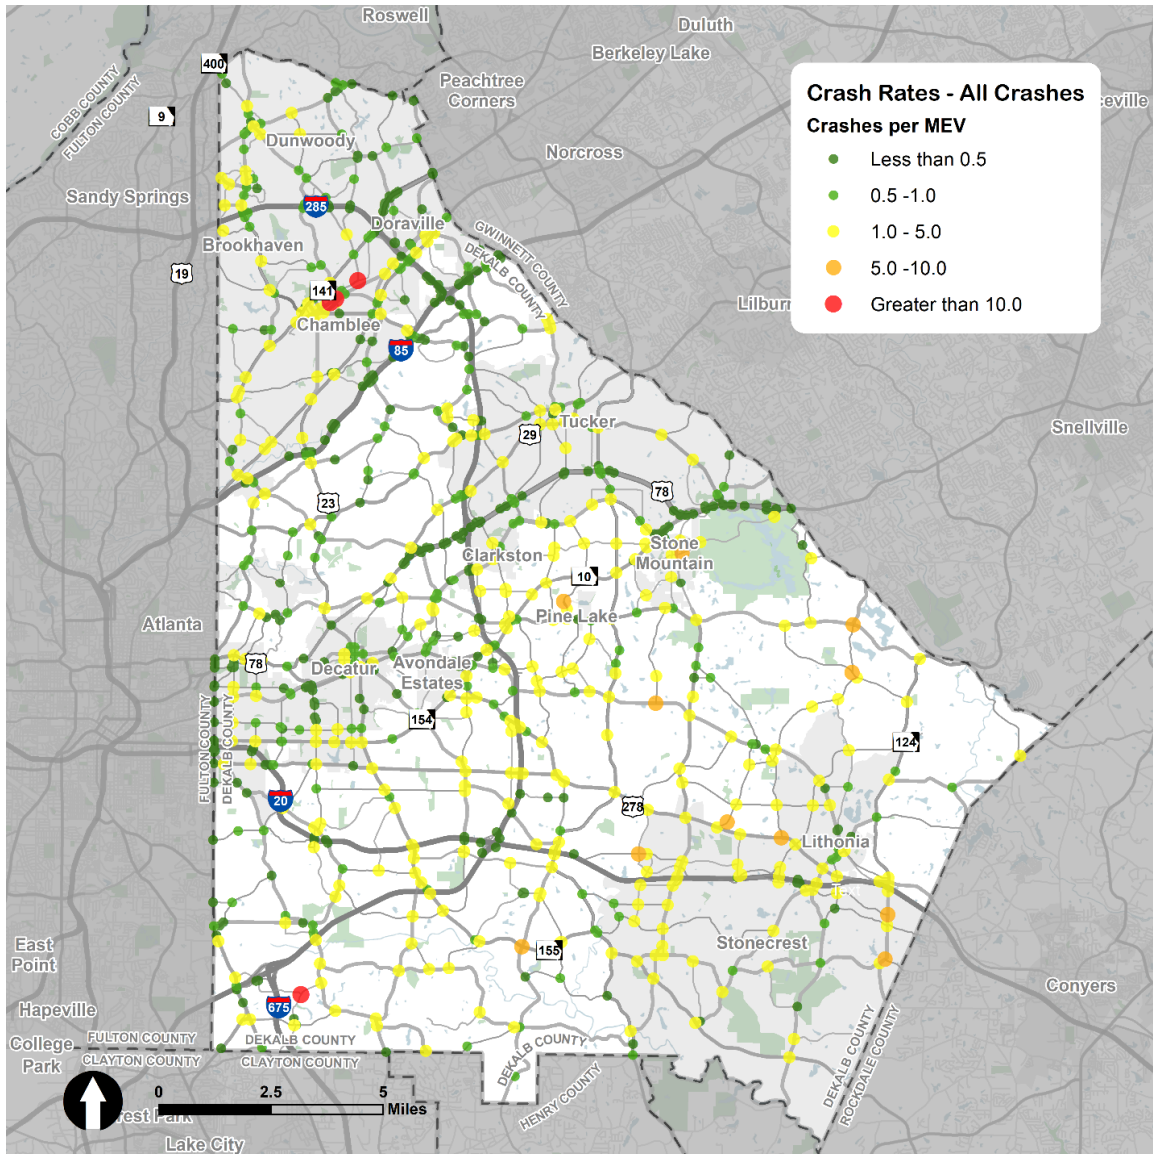 Roswell
Duluth
Berkeley Lake
400
Peachtree
Corners
COBB COUNTY
FULTON COUNTY
9
Dunwoody
Norcross
Sandy Springs
285
Doraville
Brookhaven
GWINNETT COUNTY
DEKALB COUNTY
19
141
Chamble​e
85
Crash Rates - All Crashes
Crashes per MEV
Less than 0.5
0.5 -1.0
1.0 - 5.0
5.0 -10.0
Greater than 10.0
Lilburn
Tucker
29
Snellville
78
23
Clarkston
Stone
Mountain
10
Pine Lake
Atlanta
78
Decatur
Avondale
Estates
154
FULTON COUNTY
DEKALB COUNTY
124
20
278
Lithonia
East
Point
155
Stonecrest
Conyers
Hapeville
675
FULTON COUNTY
DEKALB COUNTY
College
Park
CLAYTON COUNTY
CLAYTON COUNTY
DEKALB COUNTY
HENRY COUNTY
DEKALB COUNTY
ROCKDALE COUNTY
0
2.5
5
Miles
rest Park
Lake City